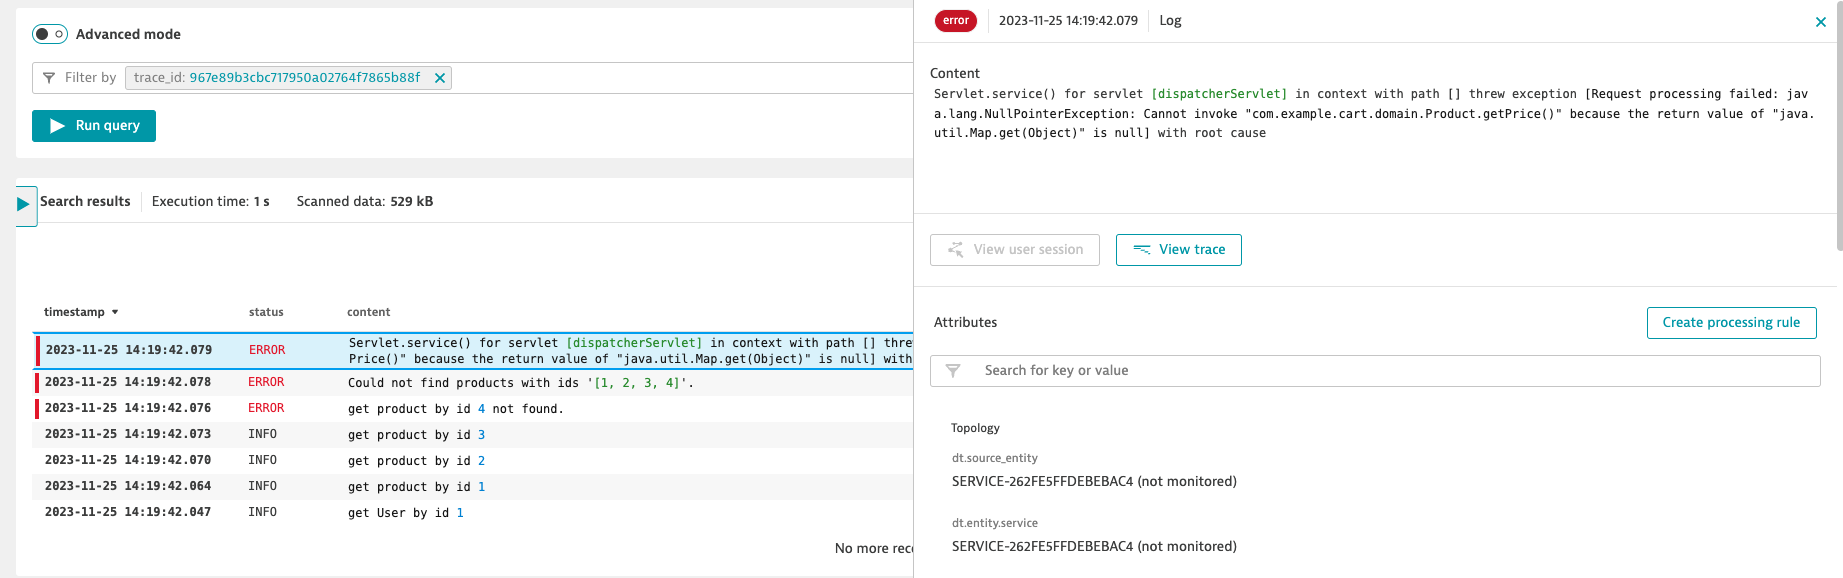 Advanced mode
Filter by trace_id: 967e89b3cbc717950a02764f7865b88f
Run query
Search results Execution time: 1 s Scanned data: 529 kB
timestamp status content
2023-11-25 14:19:42.079 ERROR Servlet.service() for servlet [dispatcherServlet] in context with path [] thre
Price()" because the return value of "java.util.Map.get(Object)" is null] with
2023-11-25 14:19:42.078 ERROR Could not find products with ids '[1, 2, 3, 4]'.
2023-11-25 14:19:42.076 ERROR get product by id 4 not found.
2023-11-25 14:19:42.073 INFO get product by id 3
2023-11-25 14:19:42.070 INFO get product by id 2
2023-11-25 14:19:42.064 INFO get product by id 1
2023-11-25 14:19:42.047 INFO get User by id 1
No more reco
error 2023-11-25 14:19:42.079 Log
Content
Servlet.service() for servlet [dispatcherServlet] in context with path [] threw exception [Request processing failed: jav
a.lang.NullPointerException: Cannot invoke "com.example.cart.domain.Product.getPrice()" because the return value of "java.
util.Map.get(Object)" is null] with root cause
View user session View trace
Attributes Create processing rule
Search for key or value
Topology
dt.source_entity
SERVICE-262FE5FFDEBEBAC4 (not monitored)
dt.entity.service
SERVICE-262FE5FFDEBEBAC4 (not monitored)